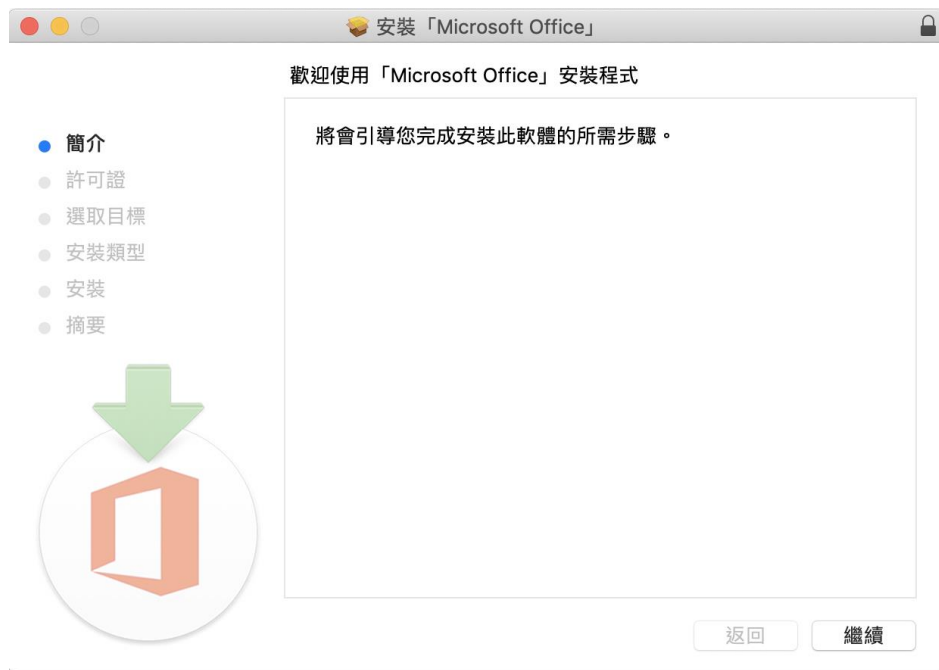 安裝「Microsoft Office」
歡迎使用「Microsoft Office」安裝程式
簡介
許可證
選取目標
安裝類型
安裝
摘要
將會引導您完成安裝此軟體的所需步驟。
返回
繼續